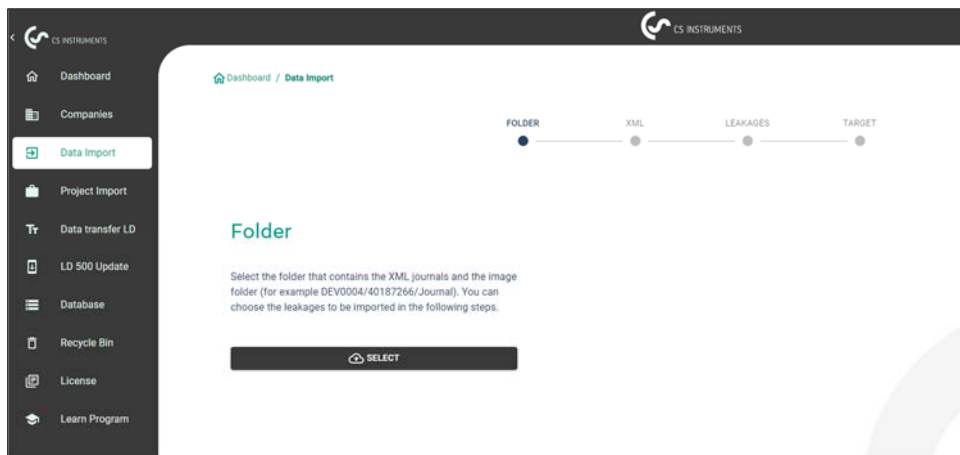 CS INSTRUMENTS
CS INSTRUMENTS
Dashboard
Companies
Data Import
Project Import
Data transfer LD
LD 500 Update
Database
Recycle Bin
License
Learn Program
Dashboard / Data Import
FOLDER XML LEAKAGES TARGET
Folder
Select the folder that contains the XML journals and the image
folder (for example DEV0004/40187266/Journal). You can
choose the leakages to be imported in the following steps.
SELECT